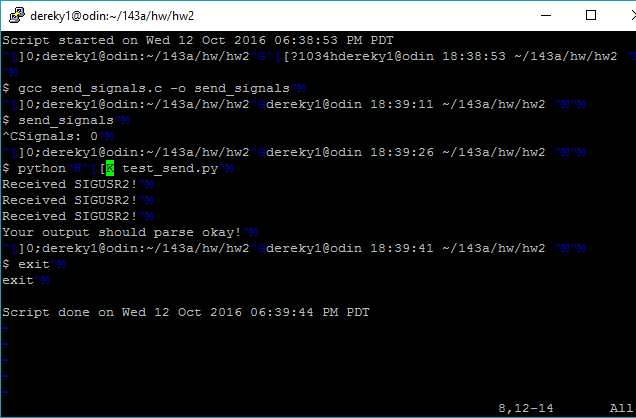 dereky1@odin:~/143a/hw/hw2
Script started on Wed 12 Oct 2016 06:38:53 PM PDT
^[]0;dereky1@odin:~/143a/hw/hw2^G^[[?1034hdereky1@odin 18:38:53 ~/143a/hw/hw2 ^M
^M
$ gcc send_signals.c -o send_signals^M
^[]0;dereky1@odin:~/143a/hw/hw2^Gdereky1@odin 18:39:11 ~/143a/hw/hw2 ^M^M
$ send_signals^M
^CSignals: 0^M
^[]0;dereky1@odin:~/143a/hw/hw2^Gdereky1@odin 18:39:26 ~/143a/hw/hw2 ^M^M
$ python^[[K test_send.py^M
Received SIGUSR2!^M
Received SIGUSR2!^M
Received SIGUSR2!^M
Your output should parse okay!^M
^[]0;dereky1@odin:~/143a/hw/hw2^Gdereky1@odin 18:39:41 ~/143a/hw/hw2 ^M^M
$ exit^M
exit^M
Script done on Wed 12 Oct 2016 06:39:44 PM PDT
~
~
~
~
~
8,12-14 All